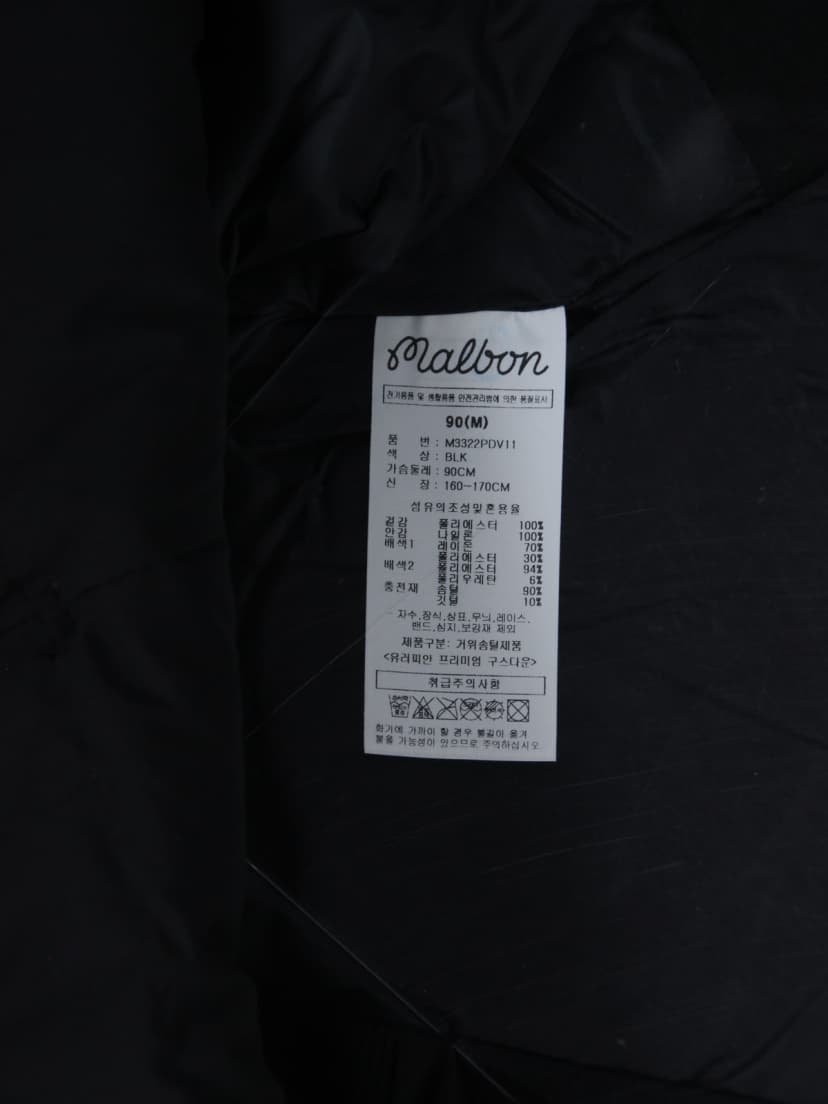 malbon
전기용품 및 생활용품 안전관리법에 의한 품질표시
90(M)
품 번 : M3322PDV11
색 상 : BLK
가슴둘레 : 90CM
신 장 : 160~170CM
섬유의조성및혼용율
겉감 폴리에스터 100%
안감 나일론 100%
배색1 레이온 70%
폴리에스터 30%
배색2 폴리에스터 94%
폴리우레탄 6%
충전재 솜털 90%
깃털 10%
자수,장식,상표,무늬,레이스,
밴드,심지,보강재 제외
제품구분: 거위솜털제품
<유러피안 프리미엄 구스다운>
취급주의사항
화기에 가까이 할 경우 불길이 옮겨
붙을 가능성이 있으므로 주의하십시오.